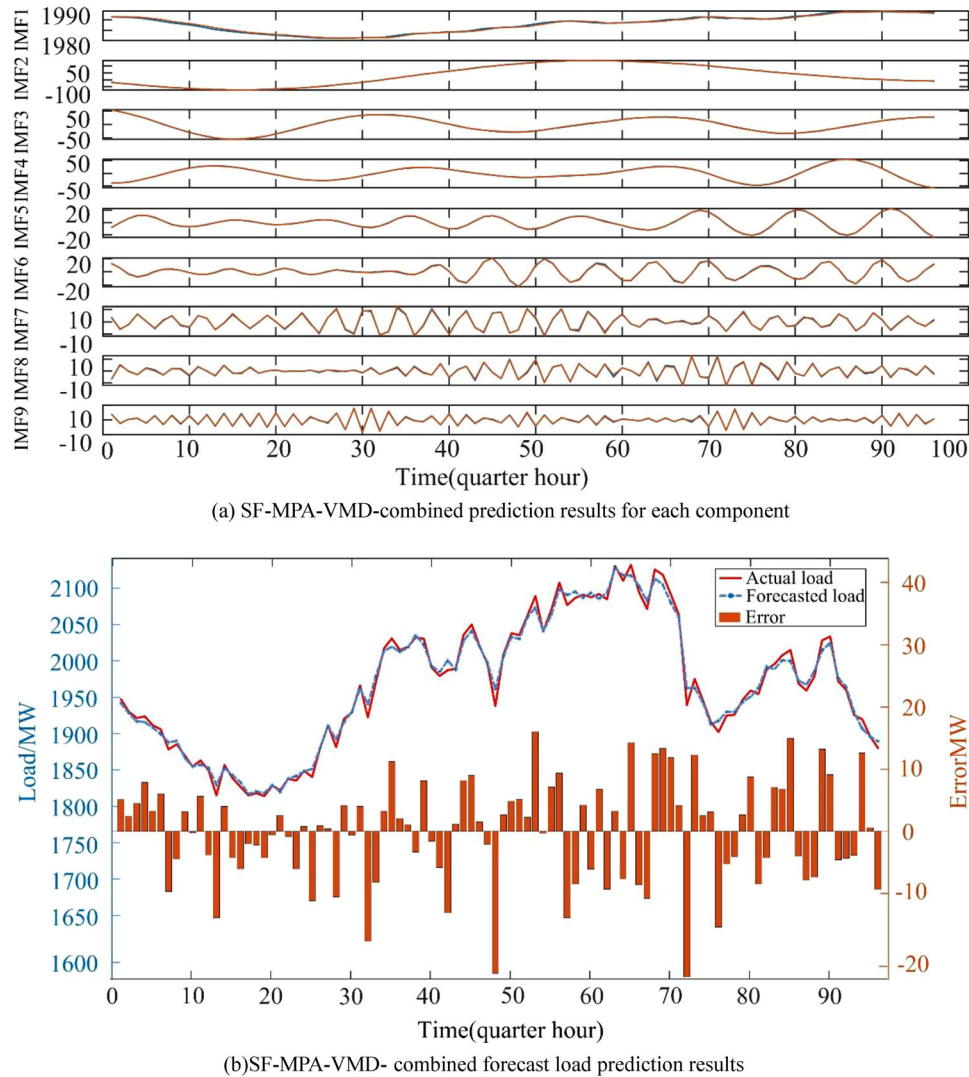 1990
1980
IMF1
50
-100
IMF2
50
-50
IMF3
50
-50
IMF4
20
-20
IMF5
20
-20
IMF6
10
-10
IMF7
10
-10
IMF8
10
-10
IMF9
0 10 20 30 40 50 60 70 80 90 100
Time(quarter hour)
(a) SF-MPA-VMD-combined prediction results for each component
Actual load
Forecasted load
Error
2100
2050
2000
1950
1900
1850
1800
1750
1700
1650
1600
Load/MW
40
30
20
10
0
-10
-20
ErrorMW
0 10 20 30 40 50 60 70 80 90
Time(quarter hour)
(b)SF-MPA-VMD- combined forecast load prediction results